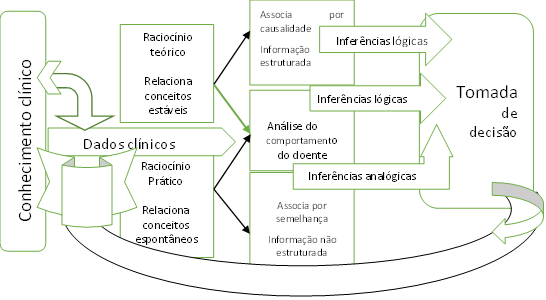 Conhecimento clínico
Raciocínio
teórico
Relaciona
conceitos
estáveis
Dados clínicos
Raciocínio
Prático
Relaciona
conceitos
espontâneos
Associa por
causalidade
Informação
estruturada
Análise do
comportamento
do doente
Associa por
semelhança
Informação não
estruturada
Inferências lógicas
Inferências lógicas
Inferências analógicas
Tomada
de
decisão